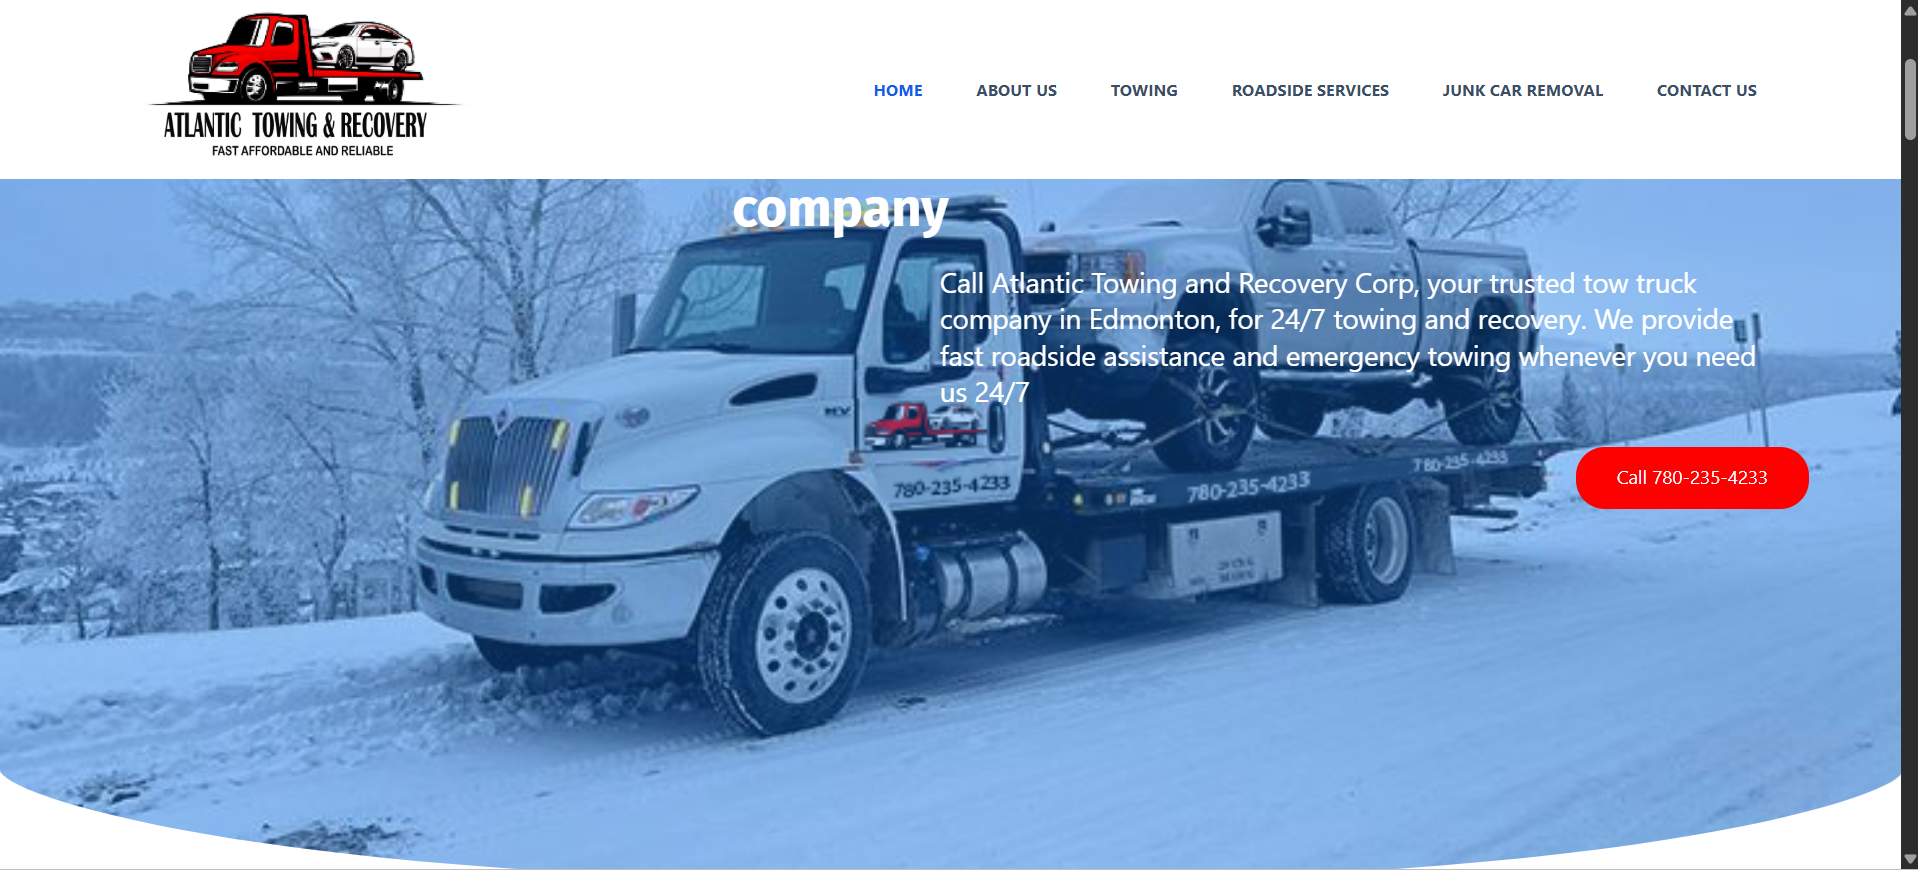 ATLANTIC TOWING & RECOVERY
FAST AFFORDABLE AND RELIABLE
HOME
ABOUT US
TOWING
ROADSIDE SERVICES
JUNK CAR REMOVAL
CONTACT US
company
Call Atlantic Towing and Recovery Corp, your trusted tow truck
company in Edmonton, for 24/7 towing and recovery. We provide
fast roadside assistance and emergency towing whenever you need
us 24/7
Call 780-235-4233
MV
780-235-4233
780-235-4233
780-235-4233